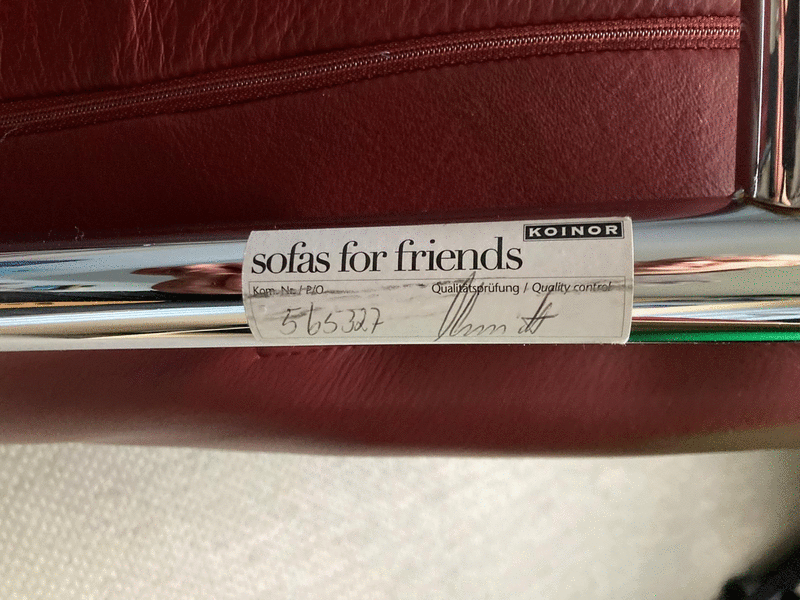 KOINOR
sofas for friends
Kom. Nr. / P/O Qualitätsprüfung / Quality control
565327